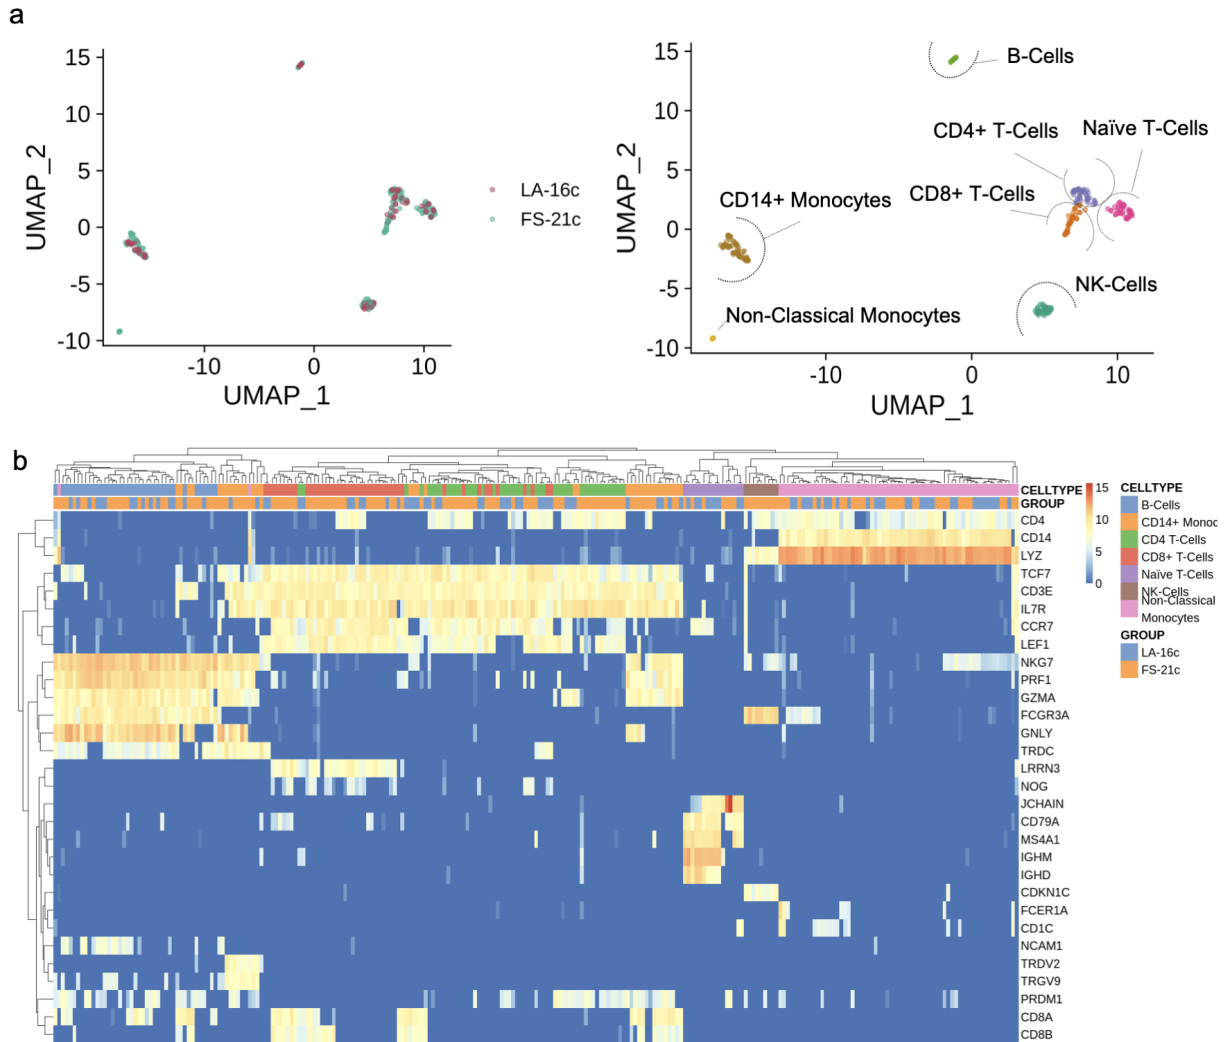 a
15
10
5
0
-5
-10
UMAP_2
-10
0
10
UMAP_1
LA-16c
FS-21c
15
10
5
0
-5
-10
UMAP_2
-10
0
10
UMAP_1
B-Cells
CD4+ T-Cells
Naïve T-Cells
CD8+ T-Cells
CD14+ Monocytes
NK-Cells
Non-Classical Monocytes
b
CELLTYPE
GROUP
CD4
CD14
LYZ
TCF7
CD3E
IL7R
CCR7
LEF1
NKG7
PRF1
GZMA
FCGR3A
GNLY
TRDC
LRRN3
NOG
JCHAIN
CD79A
MS4A1
IGHM
IGHD
CDKN1C
FCER1A
CD1C
NCAM1
TRDV2
TRGV9
PRDM1
CD8A
CD8B
15
10
5
0
CELLTYPE
B-Cells
CD14+ Monoc
CD4 T-Cells
CD8+ T-Cells
Naïve T-Cells
NK-Cells
Non-Classical
Monocytes
GROUP
LA-16c
FS-21c